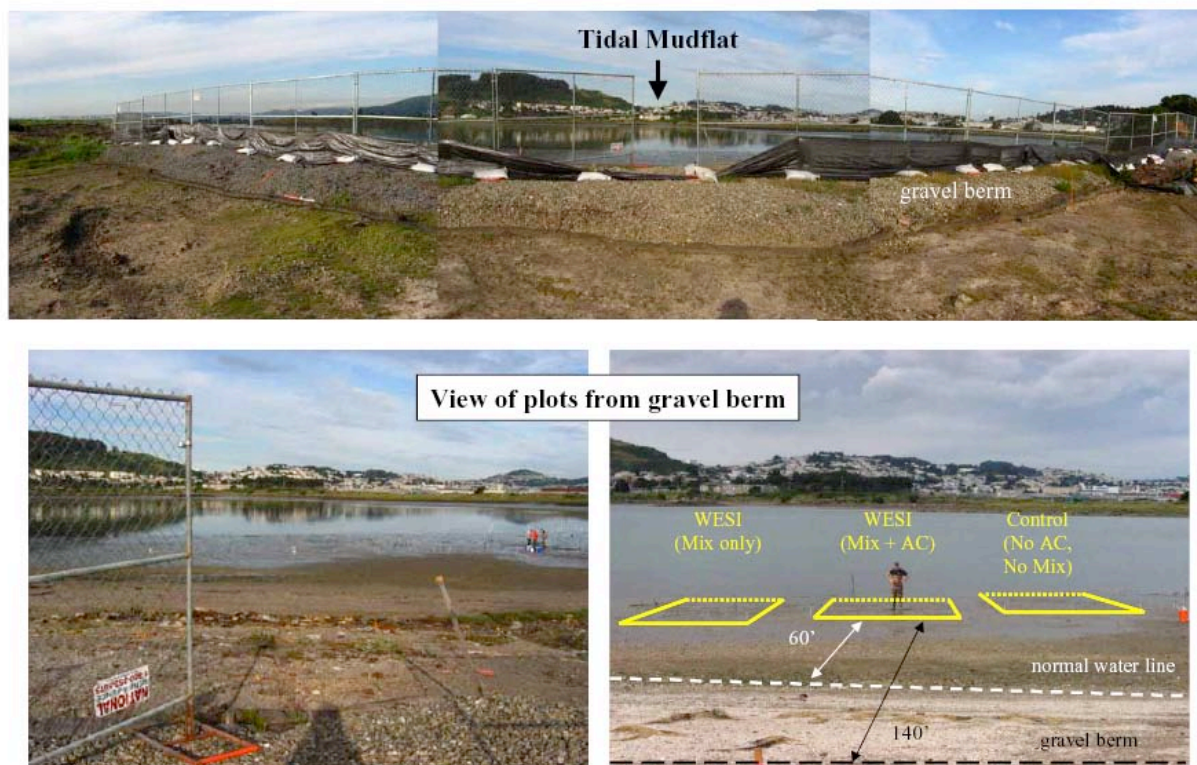 Tidal Mudflat
gravel berm
View of plots from gravel berm
NATIONAL
WESI
(Mix only)
WESI
(Mix + AC)
Control
(No AC,
No Mix)
60'
normal water line
140'
gravel berm